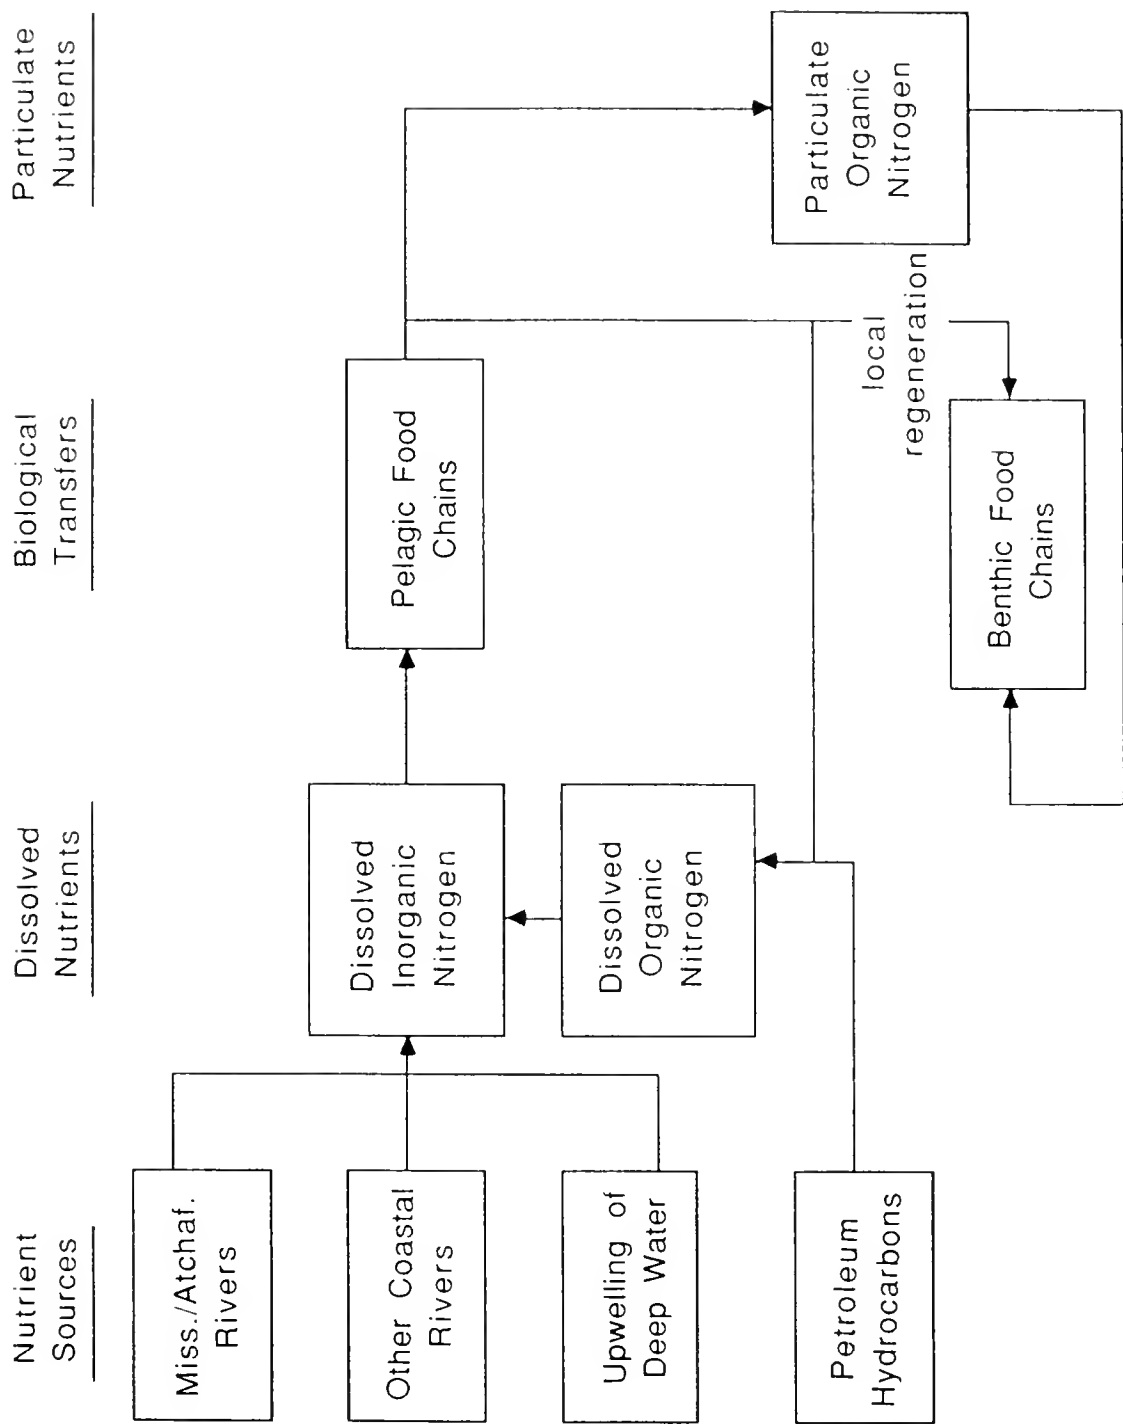 Nutrient
Sources
Dissolved
Nutrients
Biological
Transfers
Particulate
Nutrients
Miss./Atchaf.
Rivers
Other Coastal
Rivers
Upwelling of
Deep Water
Petroleum
Hydrocarbons
Dissolved
Inorganic
Nitrogen
Dissolved
Organic
Nitrogen
Pelagic Food
Chains
local
regeneration
Benthic Food
Chains
Particulate
Organic
Nitrogen